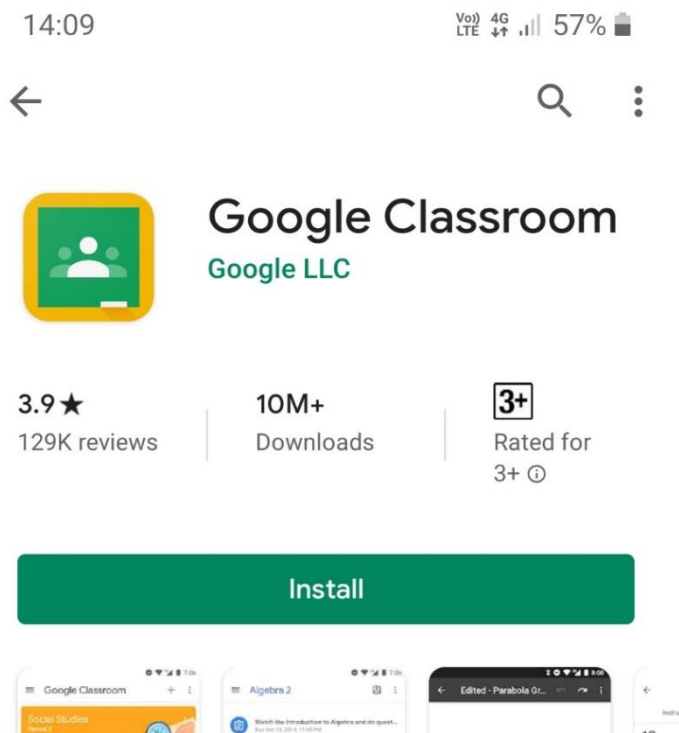 14:09
Vo)) LTE 4G 57%
Google Classroom
Google LLC
3.9★ 10M+ 3+
129K reviews Downloads Rated for
3+
Install
Google Classroom
Social Studies
Period 2
Algebra 2
Watch the Introduction to Algebra and do quest...
Edited - Parabola Gr...